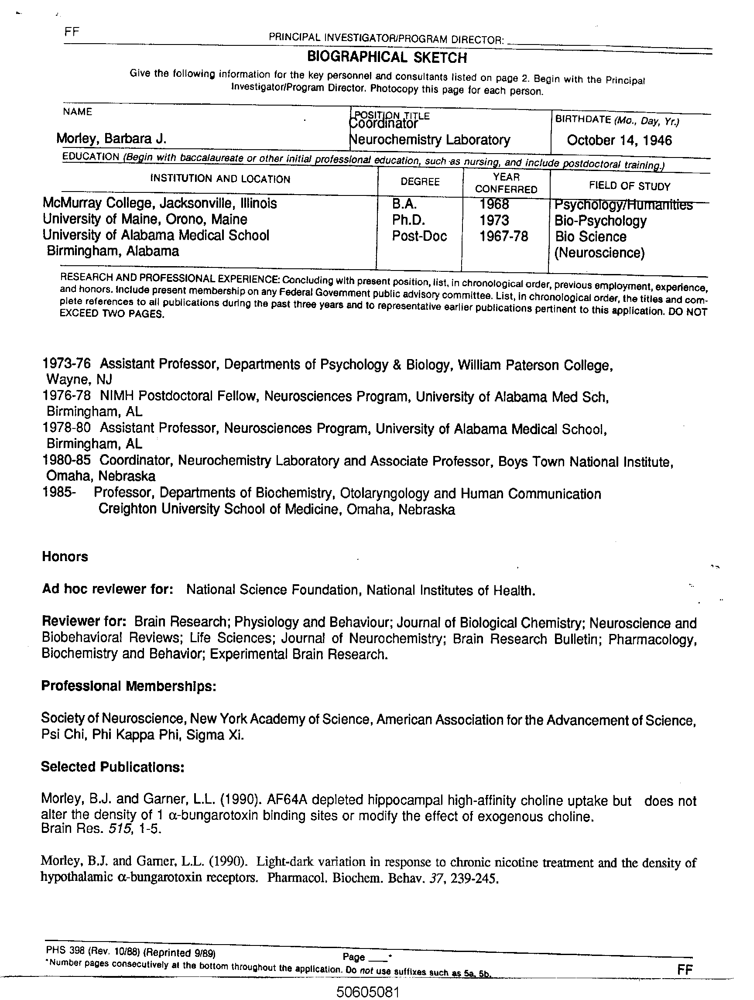 FF
PRINCIPAL INVESTIGATOR/PROGRAM DIRECTOR:
BIOGRAPHICAL SKETCH
Give the following information for the key personnel and consultants listed on page 2. Begin with the Principal
Investigator/Program Director. Photocopy this page for each person.
NAME
POSITION TITLE
BIRTHDATE (Mo., Day, Yr.)
Coordinator
Morley, Barbara J.
Neurochemistry Laboratory
October 14, 1946
EDUCATION (Begin with baccalaureate or other initial professional education, such as nursing, and include postdoctoral training.)
INSTITUTION AND LOCATION
DEGREE
YEAR CONFERRED
FIELD OF STUDY
McMurray College, Jacksonville, Illinois B.A. 1968 Psychology/Humanities
University of Maine, Orono, Maine Ph.D. 1973 Bio-Psychology
University of Alabama Medical School Post-Doc 1967-78 Bio Science
Birmingham, Alabama (Neuroscience)
RESEARCH AND PROFESSIONAL EXPERIENCE: Concluding with present position, list, in chronological order, previous employment, experience,
and honors. Include present membership on any Federal Government public advisory committee. List, in chronological order, the titles and com-
plete references to all publications during the past three years and to representative earlier publications pertinent to this application. DO NOT
EXCEED TWO PAGES.
1973-76 Assistant Professor, Departments of Psychology & Biology, William Paterson College,
Wayne, NJ
1976-78 NIMH Postdoctoral Fellow, Neurosciences Program, University of Alabama Med Sch,
Birmingham, AL
1978-80 Assistant Professor, Neurosciences Program, University of Alabama Medical School,
Birmingham, AL
1980-85 Coordinator, Neurochemistry Laboratory and Associate Professor, Boys Town National Institute,
Omaha, Nebraska
1985- Professor, Departments of Biochemistry, Otolaryngology and Human Communication
Creighton University School of Medicine, Omaha, Nebraska
Honors
Ad hoc reviewer for: National Science Foundation, National Institutes of Health.
Reviewer for: Brain Research; Physiology and Behaviour; Journal of Biological Chemistry; Neuroscience and
Biobehavioral Reviews; Life Sciences; Journal of Neurochemistry; Brain Research Bulletin; Pharmacology,
Biochemistry and Behavior; Experimental Brain Research.
Professional Memberships:
Society of Neuroscience, New York Academy of Science, American Association for the Advancement of Science,
Psi Chi, Phi Kappa Phi, Sigma Xi.
Selected Publications:
Morley, B.J. and Garner, L.L. (1990). AF64A depleted hippocampal high-affinity choline uptake but does not
alter the density of 1 α-bungarotoxin binding sites or modify the effect of exogenous choline.
Brain Res. 515, 1-5.
Morley, B.J. and Garner, L.L. (1990). Light-dark variation in response to chronic nicotine treatment and the density of
hypothalamic α-bungarotoxin receptors. Pharmacol. Biochem. Behav. 37, 239-245.
PHS 398 (Rev. 10/88) (Reprinted 9/89)
Page ___*
*Number pages consecutively at the bottom throughout the application. Do not use suffixes such as 5a, 5b.
FF
50605081